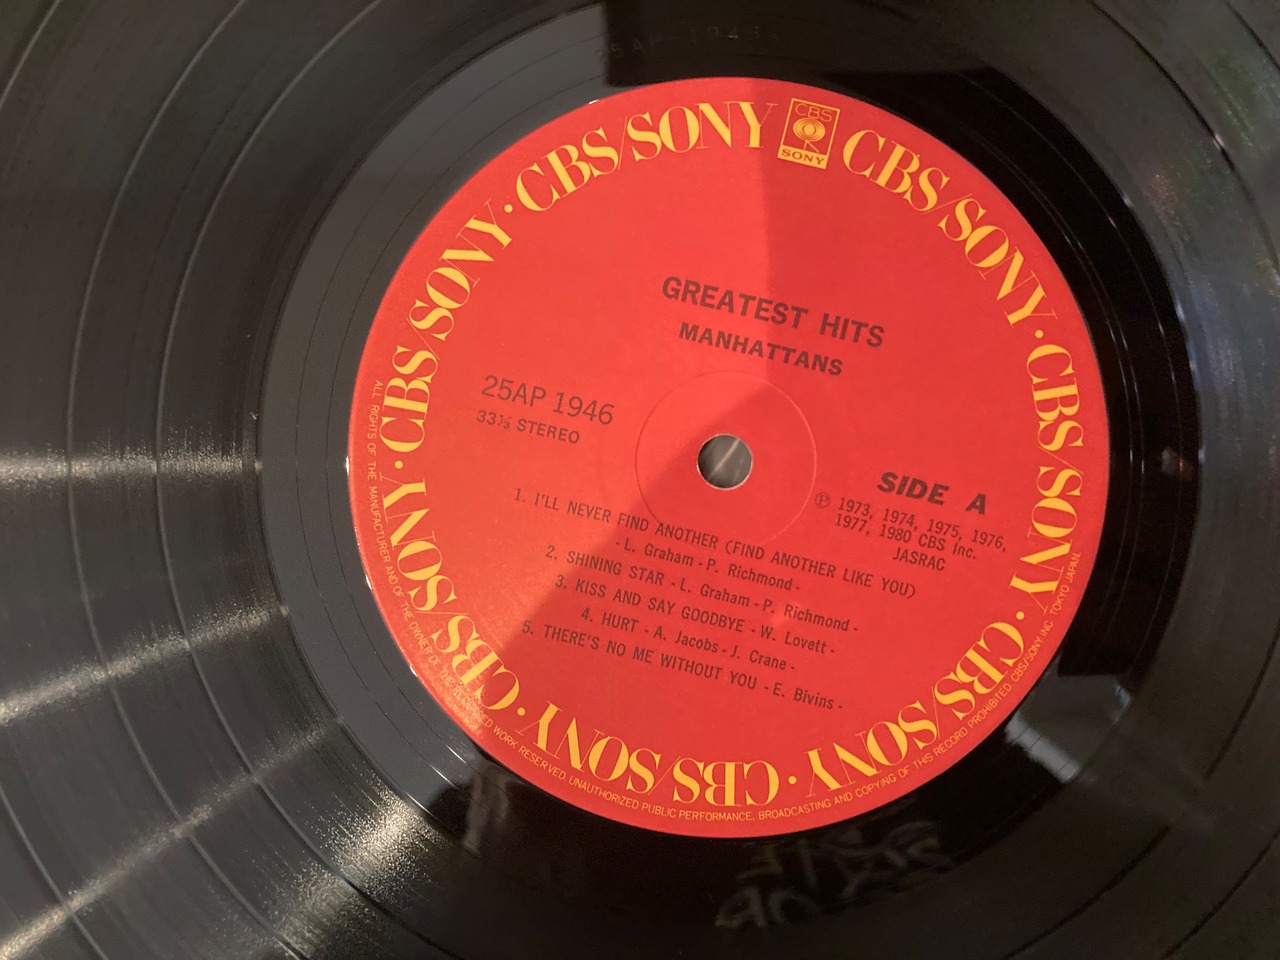 CBS/SONY · CBS/SONY · CBS/SONY · CBS/SONY · CBS/SONY · CBS/SONY · CBS/SONY · CBS/SONY
CBS
SONY
GREATEST HITS
MANHATTANS
25AP 1946
33⅓ STEREO
SIDE A
Ⓟ 1973, 1974, 1975, 1976,
1977, 1980 CBS Inc.
JASRAC
1. I'LL NEVER FIND ANOTHER (FIND ANOTHER LIKE YOU)
- L. Graham - P. Richmond -
2. SHINING STAR - L. Graham - P. Richmond -
3. KISS AND SAY GOODBYE - W. Lovett -
4. HURT - A. Jacobs - J. Crane -
5. THERE'S NO ME WITHOUT YOU - E. Bivins -
ALL RIGHTS OF THE MANUFACTURER AND OF THE OWNER OF THE RECORDED WORK RESERVED UNAUTHORIZED PUBLIC PERFORMANCE, BROADCASTING AND COPYING OF THIS RECORD PROHIBITED. CBS/SONY INC. TOKYO JAPAN.